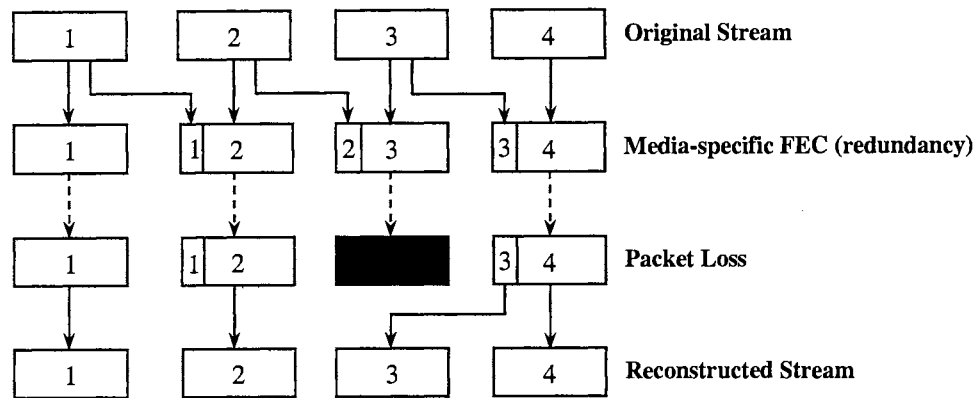 1 2 3 4 Original Stream
1 1 2 2 3 3 4 Media-specific FEC (redundancy)
1 1 2 3 4 Packet Loss
1 2 3 4 Reconstructed Stream